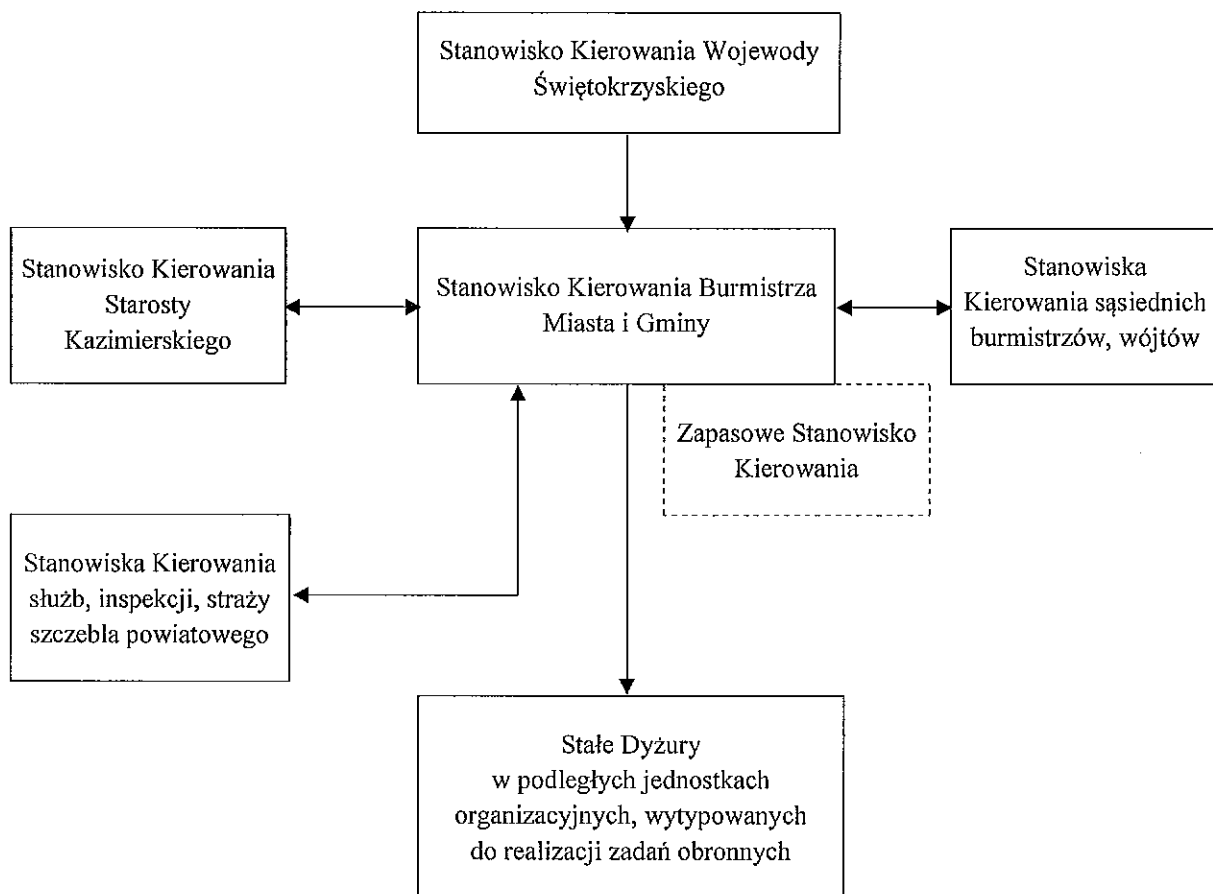 Stanowisko Kierowania Wojewody
Świętokrzyskiego
Stanowisko Kierowania
Starosty
Kazimierskiego
Stanowisko Kierowania Burmistrza
Miasta i Gminy
Stanowiska
Kierowania sąsiednich
burmistrzów, wójtów
Zapasowe Stanowisko
Kierowania
Stanowiska Kierowania
służb, inspekcji, straży
szczebla powiatowego
Stałe Dyżury
w podległych jednostkach
organizacyjnych, wytypowanych
do realizacji zadań obronnych